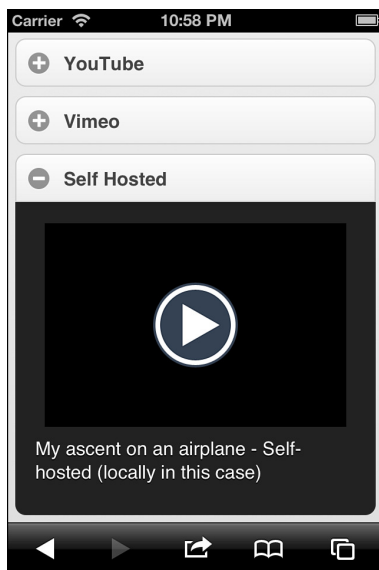 Carrier 10:58 PM
YouTube
Vimeo
Self Hosted
My ascent on an airplane - Self-
hosted (locally in this case)